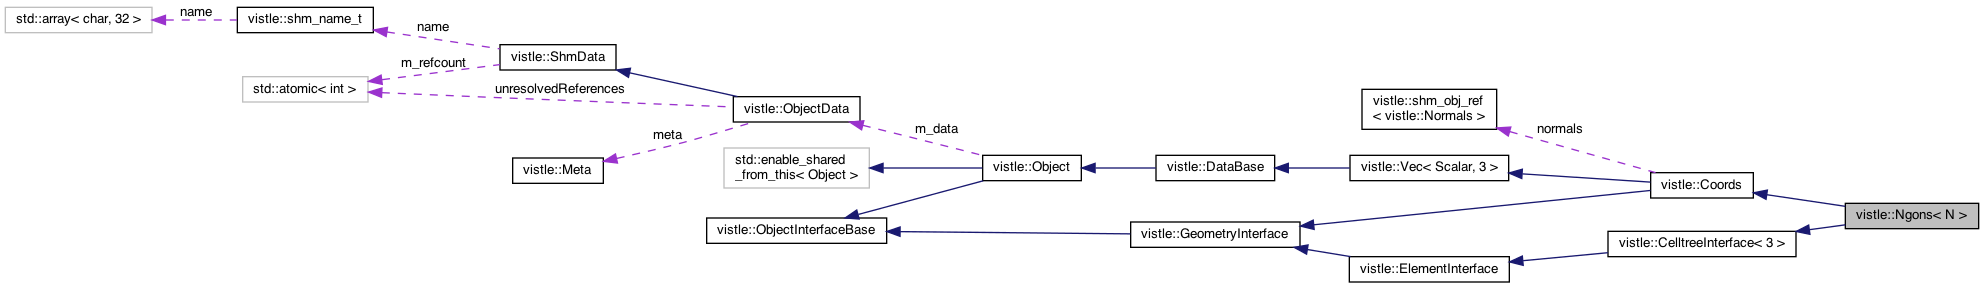 std::array< char, 32 >
name
vistle::shm_name_t
name
vistle::ShmData
m_refcount
std::atomic< int >
unresolvedReferences
vistle::ObjectData
vistle::shm_obj_ref
< vistle::Normals >
meta
m_data
normals
vistle::Meta
std::enable_shared
_from_this< Object >
vistle::Object
vistle::DataBase
vistle::Vec< Scalar, 3 >
vistle::Coords
vistle::Ngons< N >
vistle::ObjectInterfaceBase
vistle::GeometryInterface
vistle::CelltreeInterface< 3 >
vistle::ElementInterface